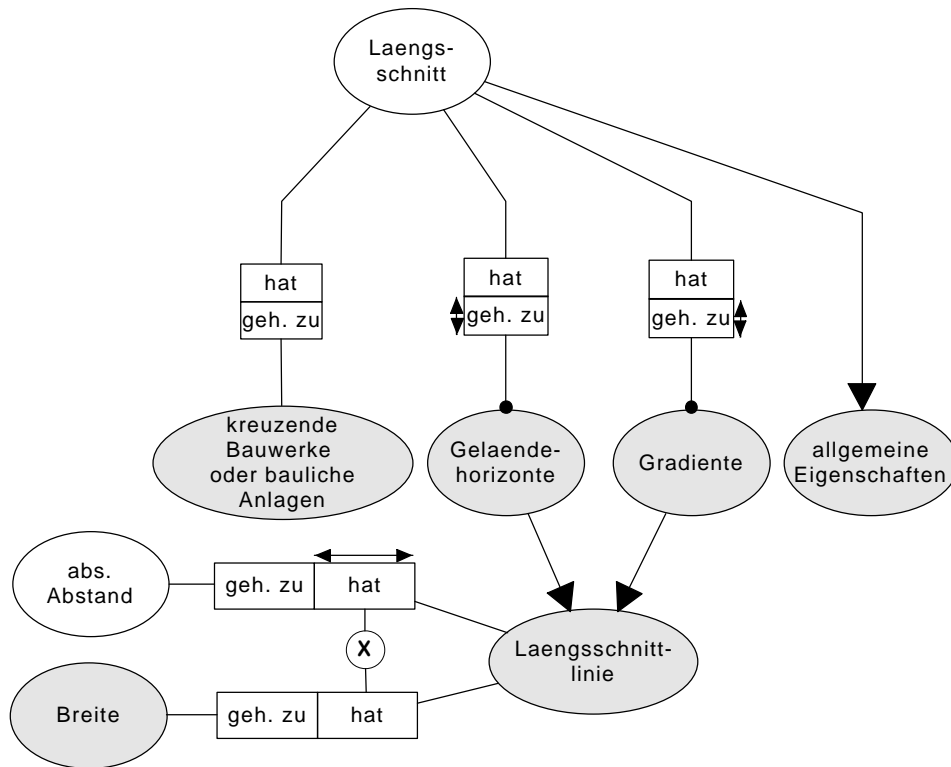 Laengs-
schnitt
hat
hat
hat
geh. zu
geh. zu
geh. zu
kreuzende
Bauwerke
oder bauliche
Anlagen
Gelaende-
horizonte
Gradiente
allgemeine
Eigenschaften
abs.
Abstand
geh. zu
hat
X
Laengsschnitt-
linie
Breite
geh. zu
hat